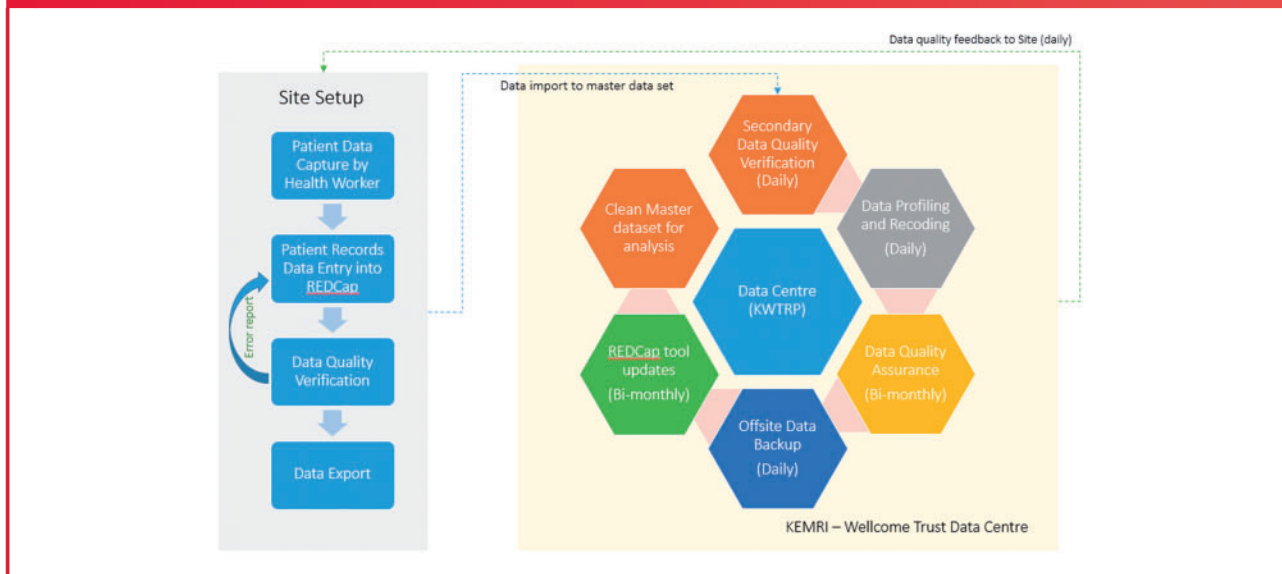 Data quality feedback to Site (daily)
Data import to master data set
Site Setup
Patient Data
Capture by
Health Worker
Patient Records
Data Entry into
REDCap
Error report
Data Quality
Verification
Data Export
Secondary
Data Quality
Verification
(Daily)
Data Profiling
and Recoding
(Daily)
Data Quality
Assurance
(Bi-monthly)
Offsite Data
Backup
(Daily)
REDCap tool
updates
(Bi-monthly)
Clean Master
dataset for
analysis
Data Centre
(KWTRP)
KEMRI – Wellcome Trust Data Centre